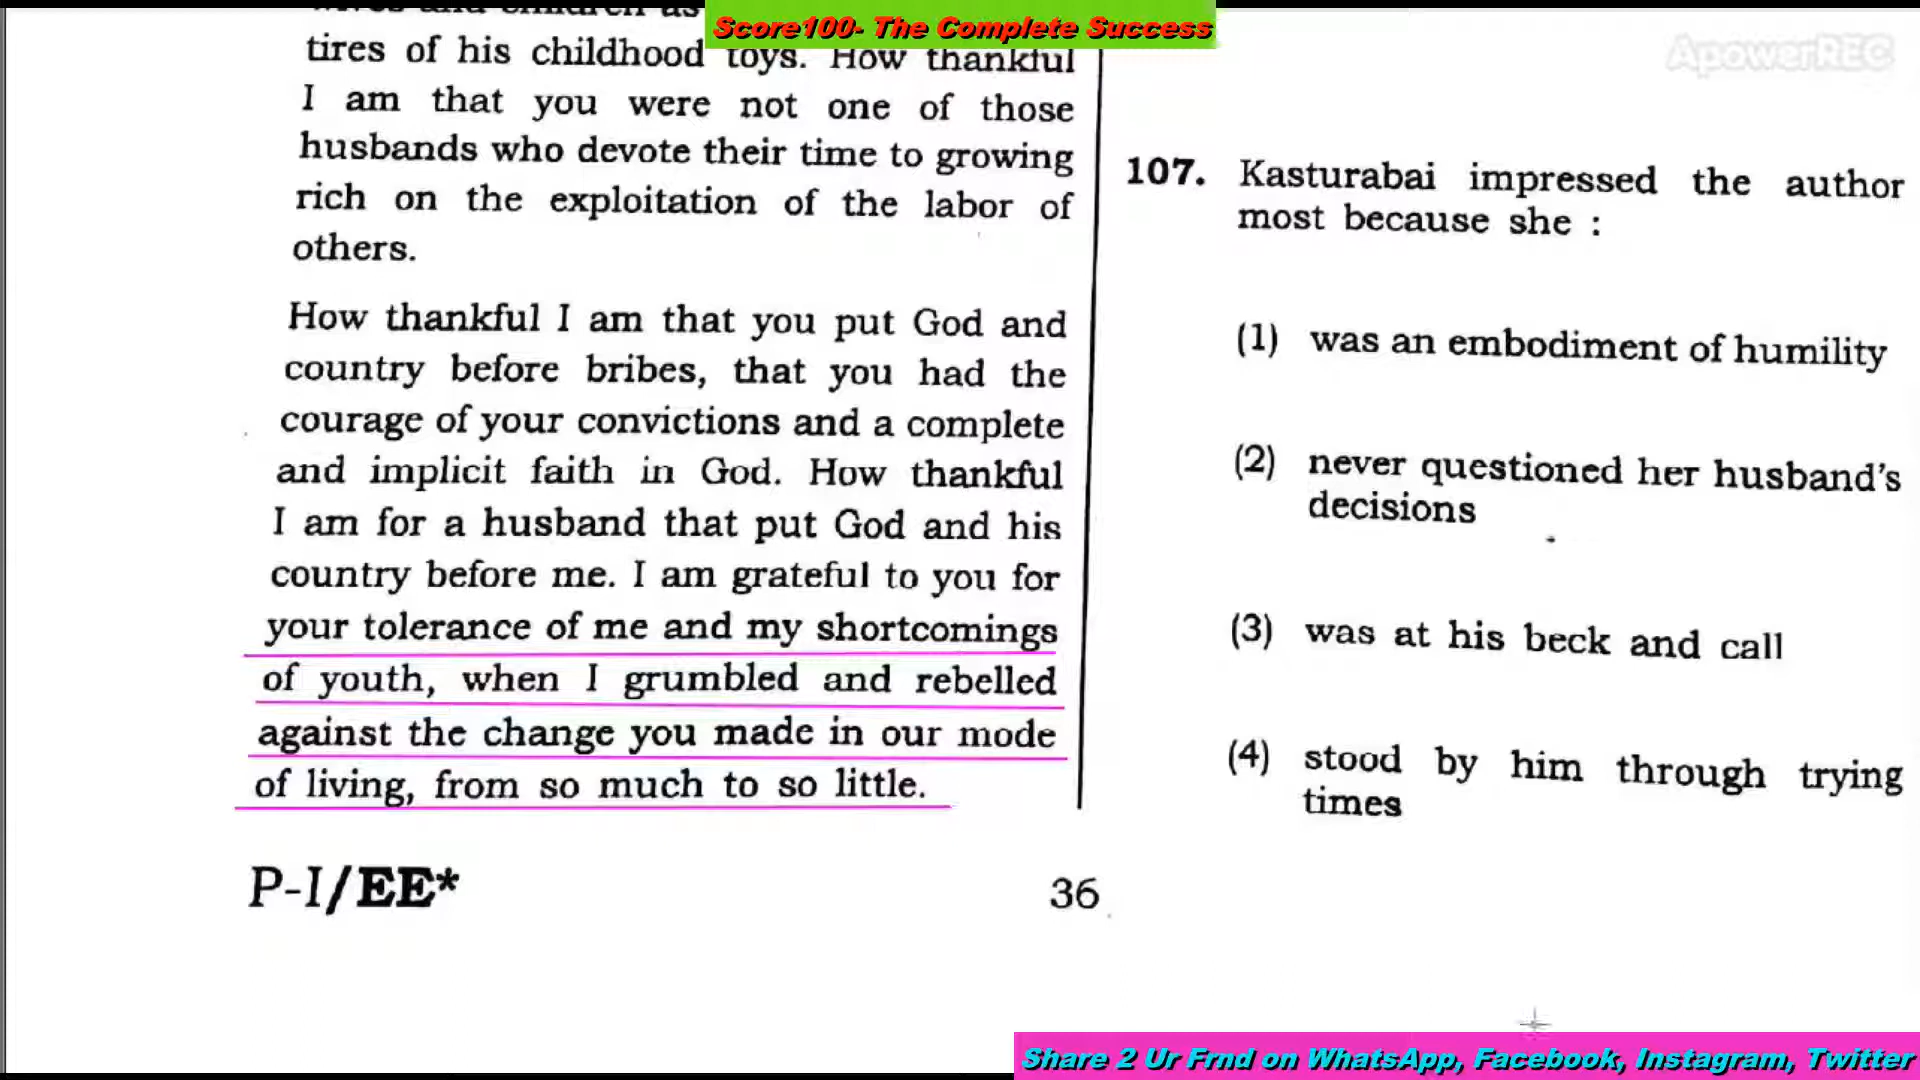 Score100- The Complete Success
ApowerREC
wives and children as
tires of his childhood toys. How thankful
I am that you were not one of those
husbands who devote their time to growing
rich on the exploitation of the labor of
others.
How thankful I am that you put God and
country before bribes, that you had the
courage of your convictions and a complete
and implicit faith in God. How thankful
I am for a husband that put God and his
country before me. I am grateful to you for
your tolerance of me and my shortcomings
of youth, when I grumbled and rebelled
against the change you made in our mode
of living, from so much to so little.
P-I/EE*
36
107. Kasturabai impressed the author
most because she :
(1) was an embodiment of humility
(2) never questioned her husband's
decisions
(3) was at his beck and call
(4) stood by him through trying
times
Share 2 Ur Frnd on WhatsApp, Facebook, Instagram, Twitter